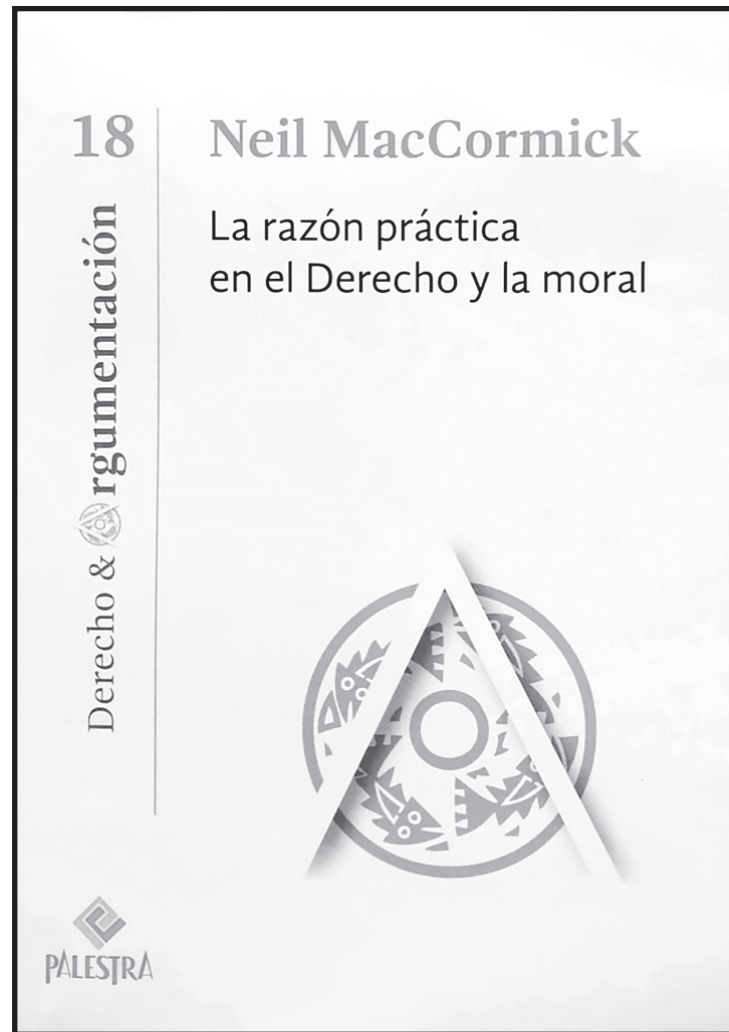 18
Derecho & Argumentación
Neil MacCormick
La razón práctica
en el Derecho y la moral
PALESTRA